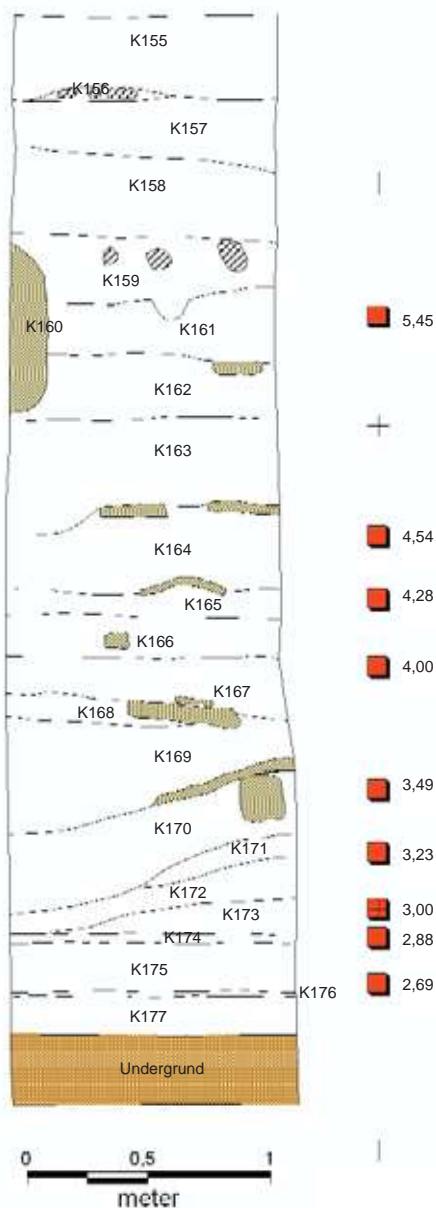 K155
K156
K157
K158
K159
K160
K161
5,45
K162
K163
4,54
K164
4,28
K165
K166
4,00
K167
K168
K169
3,49
K170
K171
3,23
K172
K173
3,00
K174
2,88
K175
K176
2,69
K177
Undergrund
0 0,5 1
meter